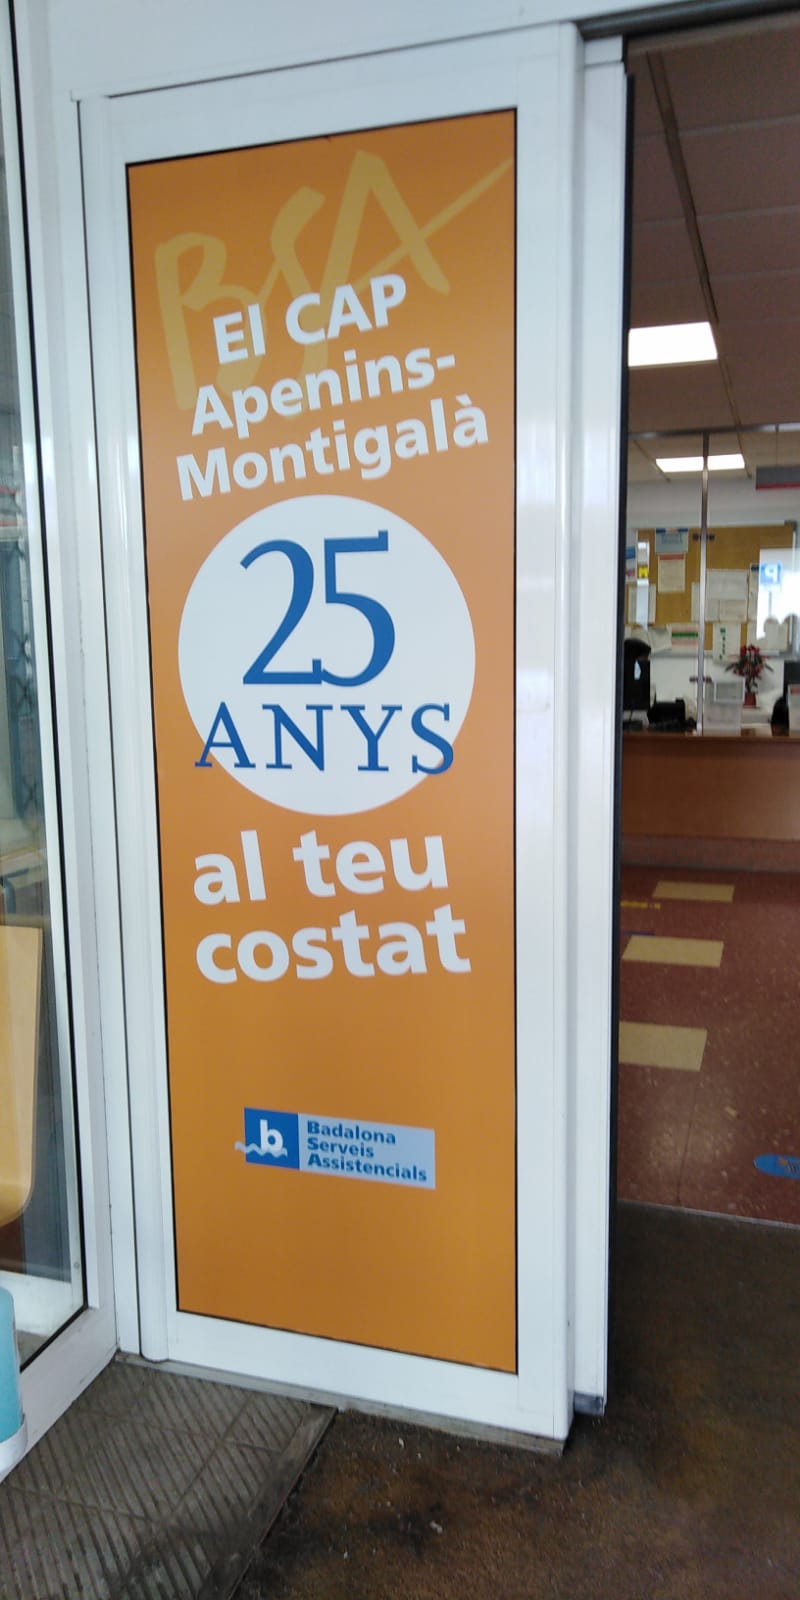 BSA
El CAP
Apenins-
Montigalà
25
ANYS
al teu
costat
b
Badalona
Serveis
Assistencials